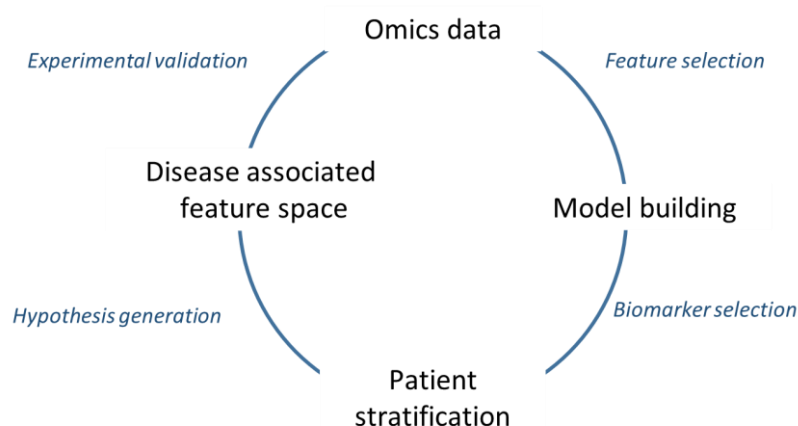 Omics data
Experimental validation
Feature selection
Disease associated
feature space
Model building
Hypothesis generation
Biomarker selection
Patient
stratification